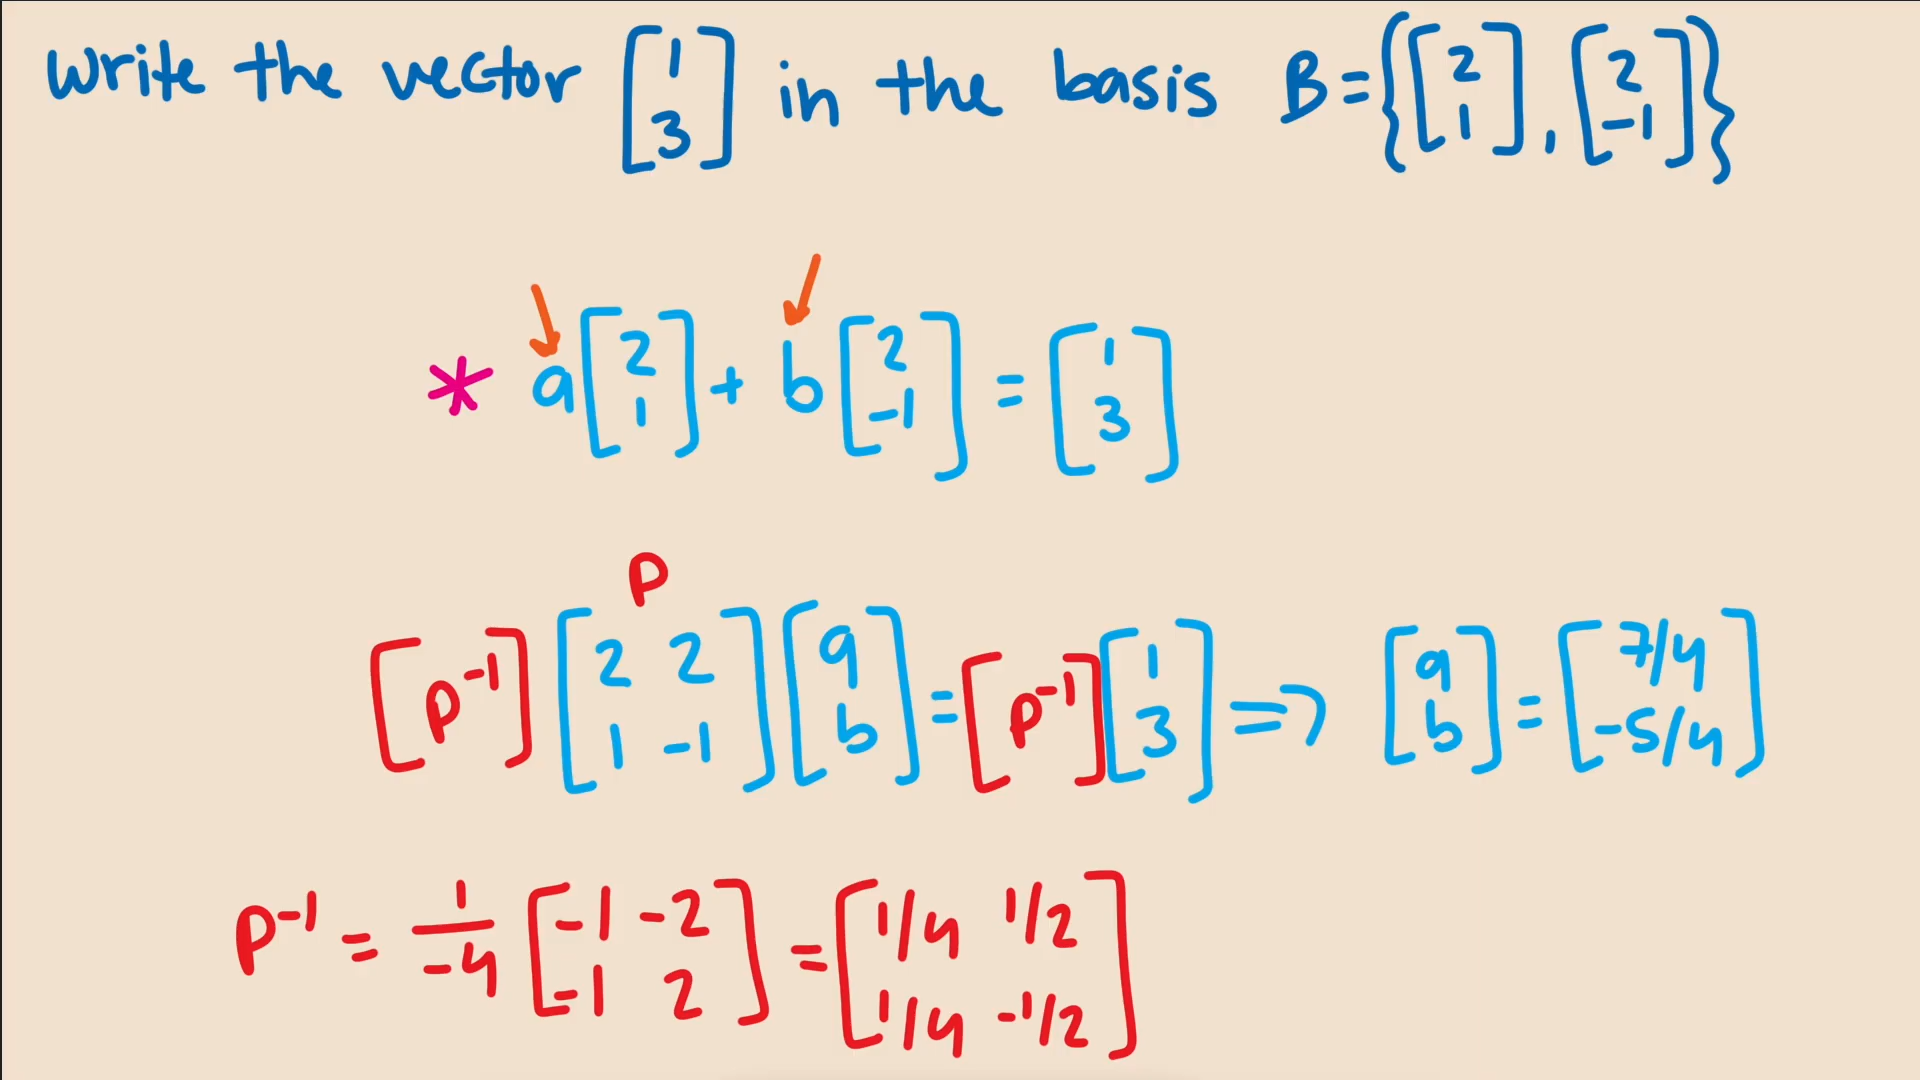 Write the vector [1 3] in the basis B={[2 1], [2 -1]}
* a[2 1] + b[2 -1] = [1 3]
P
[P⁻¹] [2 2 1 -1] [a b] = [P⁻¹] [1 3] => [a b] = [7/4 -5/4]
P⁻¹ = 1/-4 [-1 -2 -1 2] = [1/4 1/2 1/4 -1/2]